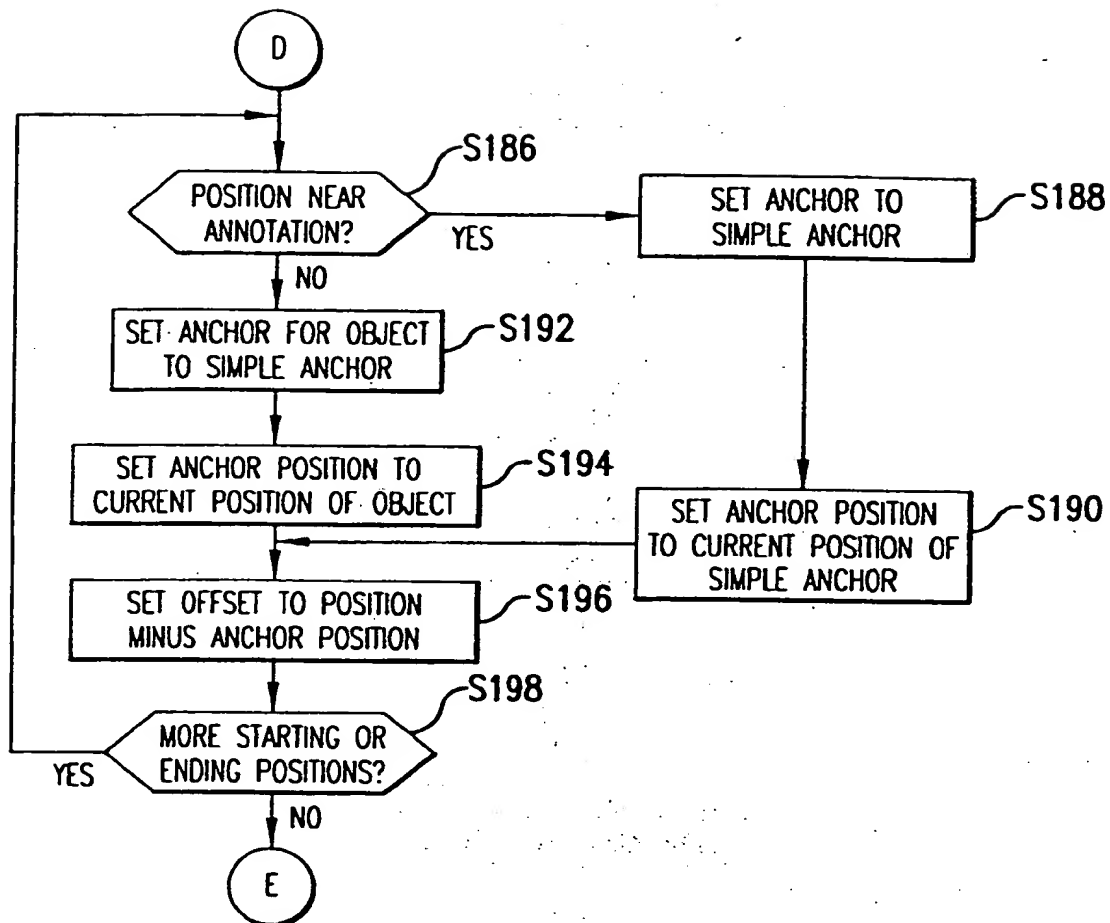 D
S186
POSITION NEAR
ANNOTATION?
YES
NO
SET ANCHOR TO
SIMPLE ANCHOR
S188
SET ANCHOR FOR OBJECT
TO SIMPLE ANCHOR
S192
SET ANCHOR POSITION TO
CURRENT POSITION OF OBJECT
S194
SET ANCHOR POSITION
TO CURRENT POSITION OF
SIMPLE ANCHOR
S190
SET OFFSET TO POSITION
MINUS ANCHOR POSITION
S196
S198
MORE STARTING OR
ENDING POSITIONS?
YES
NO
E